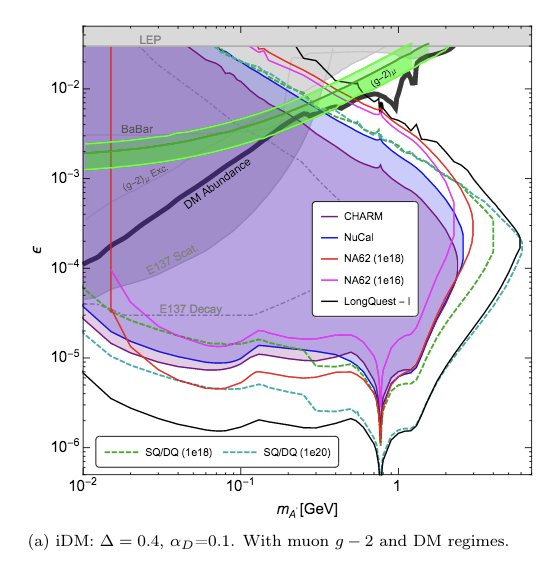 LEP
10⁻²
(g−2)μ
BaBar
(g−2)μ Exc.
10⁻³
DM Abundance
CHARM
NuCal
NA62 (1e18)
NA62 (1e16)
LongQuest − I
ϵ
E137 Scat.
10⁻⁴
E137 Decay
10⁻⁵
10⁻⁶
SQ/DQ (1e18) SQ/DQ (1e20)
10⁻² 10⁻¹ 1
mA′ [GeV]
(a) iDM: Δ = 0.4, αD=0.1. With muon g − 2 and DM regimes.